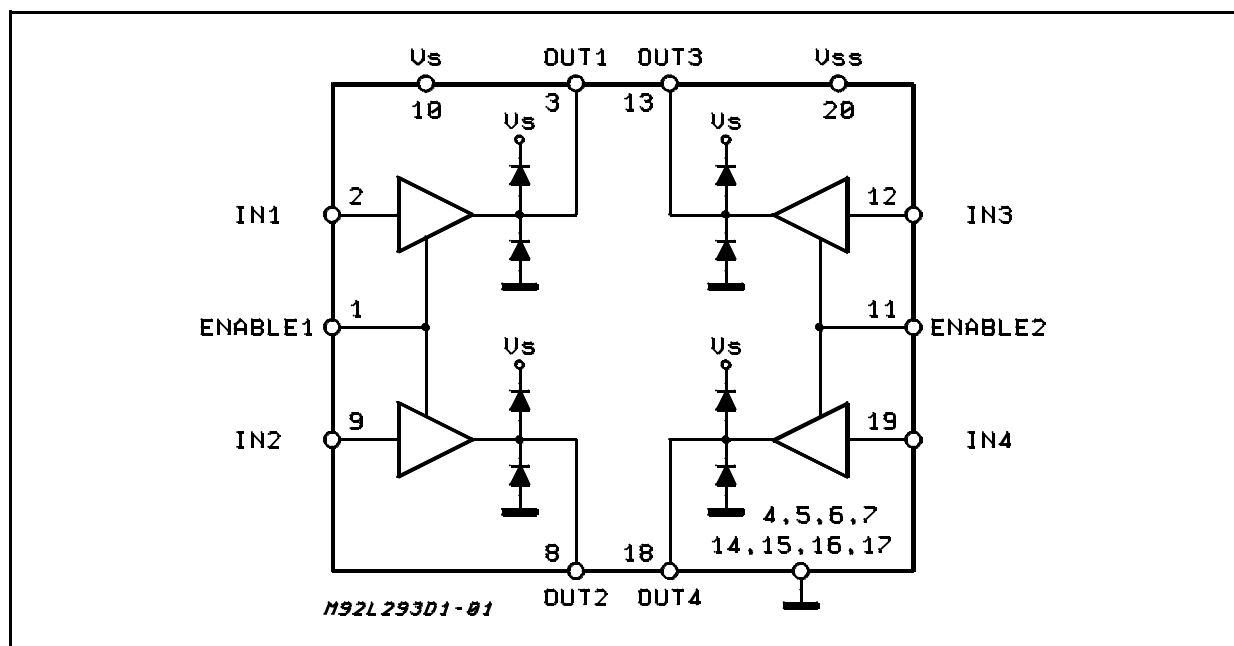 Vs OUT1 OUT3 Vss
10 3 13 20
Vs Vs
IN1 2 12 IN3
1 11
ENABLE1 ENABLE2
Vs Vs
IN2 9 19 IN4
4,5,6,7
8 18 14,15,16,17
OUT2 OUT4
M92L293D1-01